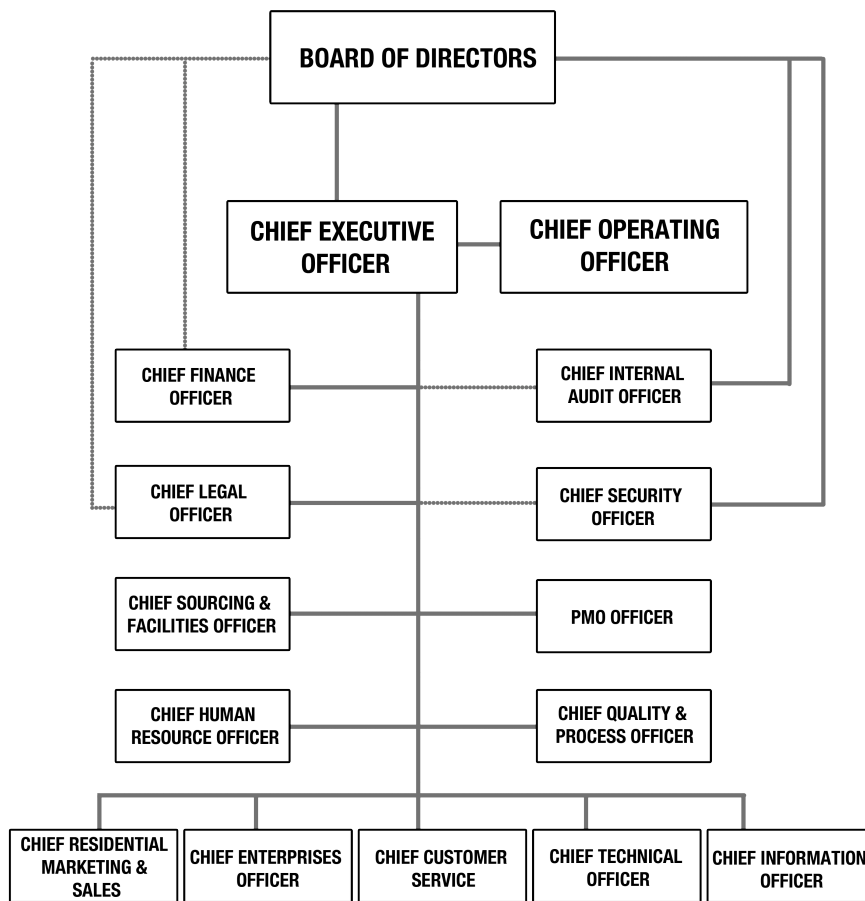 BOARD OF DIRECTORS
CHIEF EXECUTIVE
OFFICER
CHIEF OPERATING
OFFICER
CHIEF FINANCE
OFFICER
CHIEF INTERNAL
AUDIT OFFICER
CHIEF LEGAL
OFFICER
CHIEF SECURITY
OFFICER
CHIEF SOURCING &
FACILITIES OFFICER
PMO OFFICER
CHIEF HUMAN
RESOURCE OFFICER
CHIEF QUALITY &
PROCESS OFFICER
CHIEF RESIDENTIAL
MARKETING &
SALES
CHIEF ENTERPRISES
OFFICER
CHIEF CUSTOMER
SERVICE
CHIEF TECHNICAL
OFFICER
CHIEF INFORMATION
OFFICER